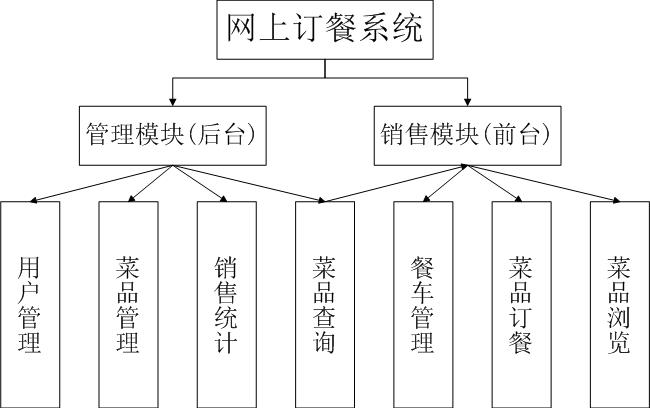 网上订餐系统
管理模块(后台)
销售模块(前台)
用户管理
菜品管理
销售统计
菜品查询
餐车管理
菜品订餐
菜品浏览